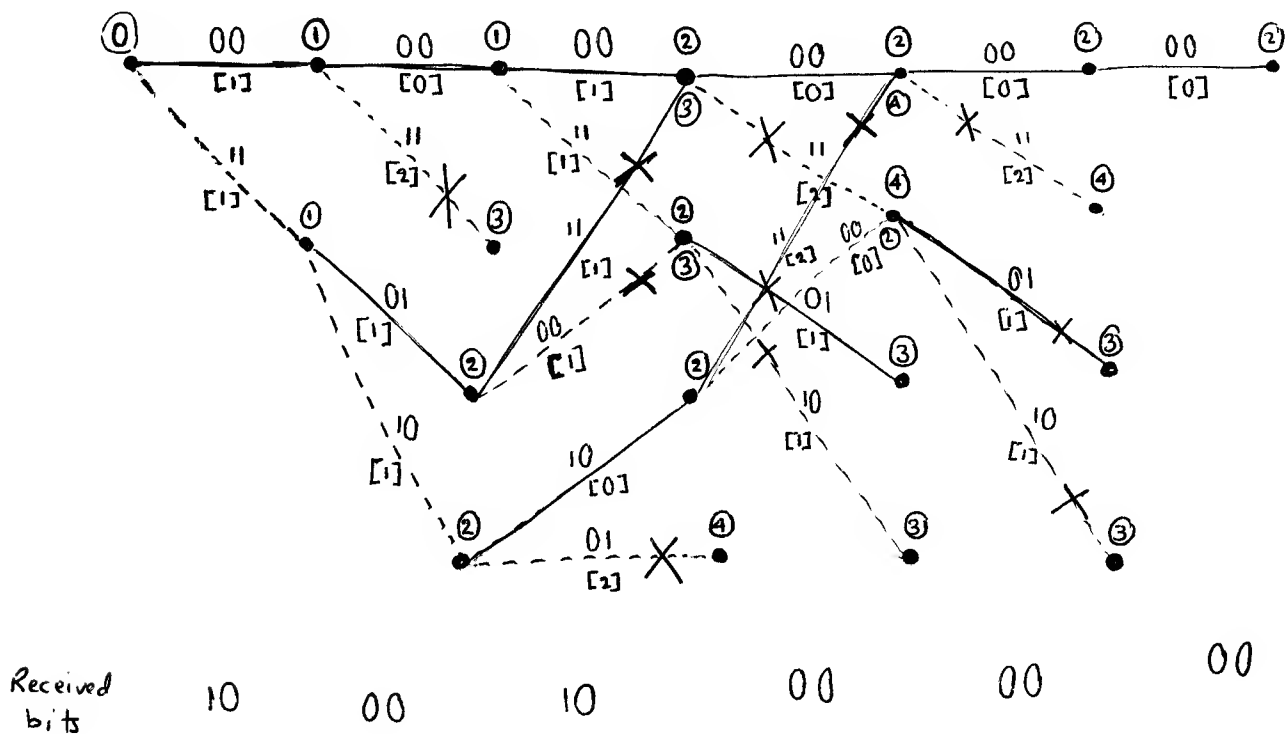 0 00 1 00 1 00 2 00 2 00 2 00 2
[1] [0] [1] [0] [0] [0]
3 4
11 11 11 11 11
[1] [2] [1] [2] [2]
1 3 2 4 4
11 3 11 00 2
01 [1] [2] [0] 01
[1] 00 01 [1]
2 [1] 2 [1] 3 3
10 10 10 10
[1] [0] [1] [1]
2 01 4 3 3
[2]
Received bits 10 00 10 00 00 00